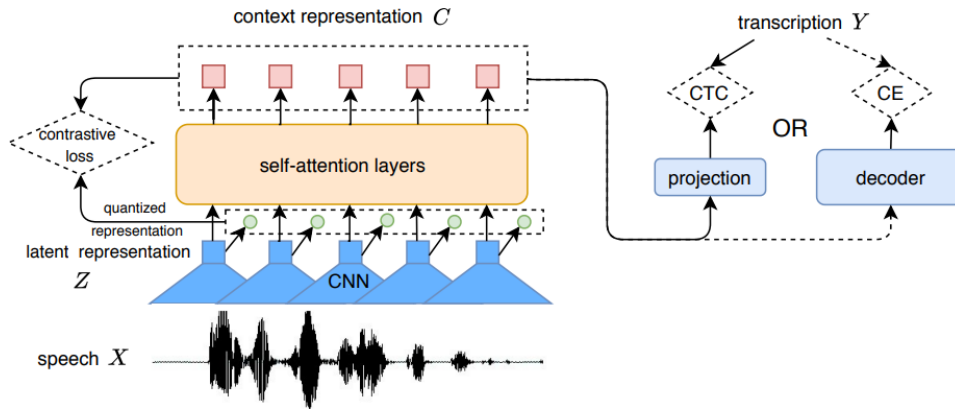 context representation C
transcription Y
CTC
CE
OR
contrastive
loss
self-attention layers
projection
decoder
quantized
representation
latent representation
Z
CNN
speech X